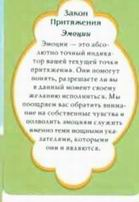 Закон
Притяжения
Эмоции
Эмоции — это абсо-
лютно точный индика-
тор вашей текущей точки
притяжения. Они помогут
понять, разрешаете ли вы
в данный момент своему
желанию исполниться. Мы
поощряем вас обратить внима-
ние на собственные чувства и
позволить эмоциям служить
именно теми мощными ука-
зателями, которыми
они и являются.